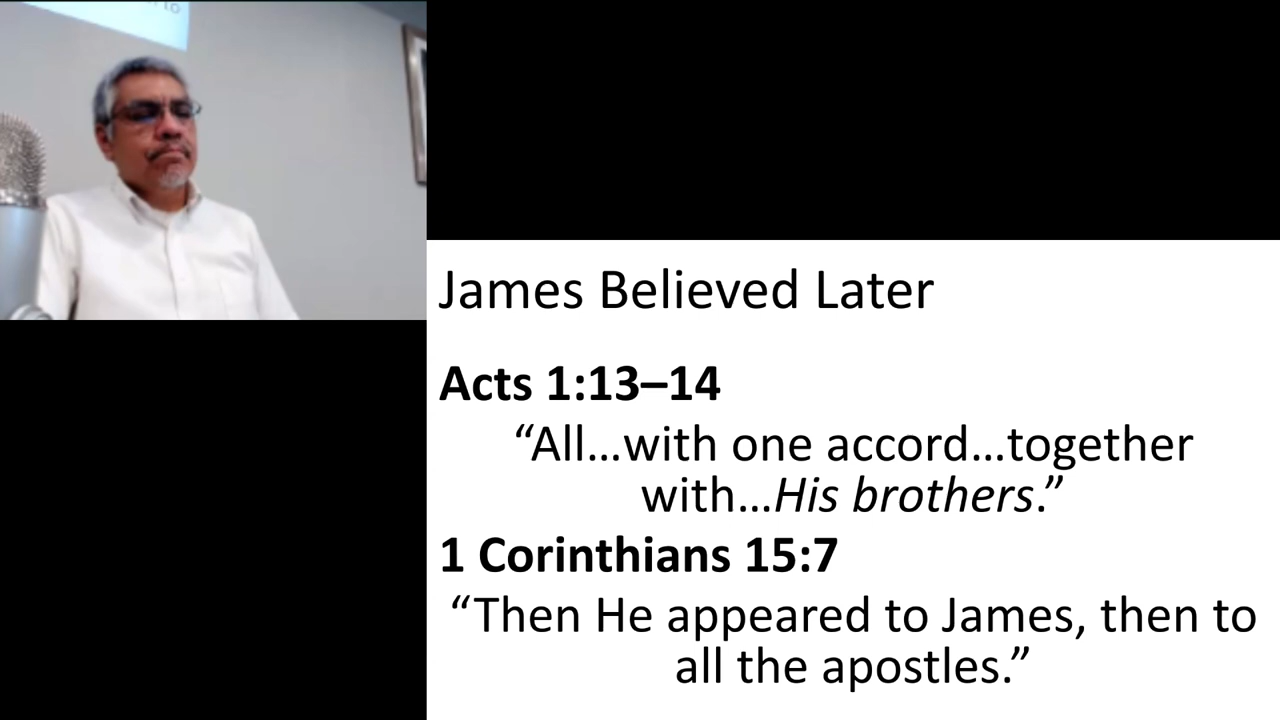 to
James Believed Later
Acts 1:13–14
“All…with one accord…together
with…His brothers.”
1 Corinthians 15:7
“Then He appeared to James, then to
all the apostles.”